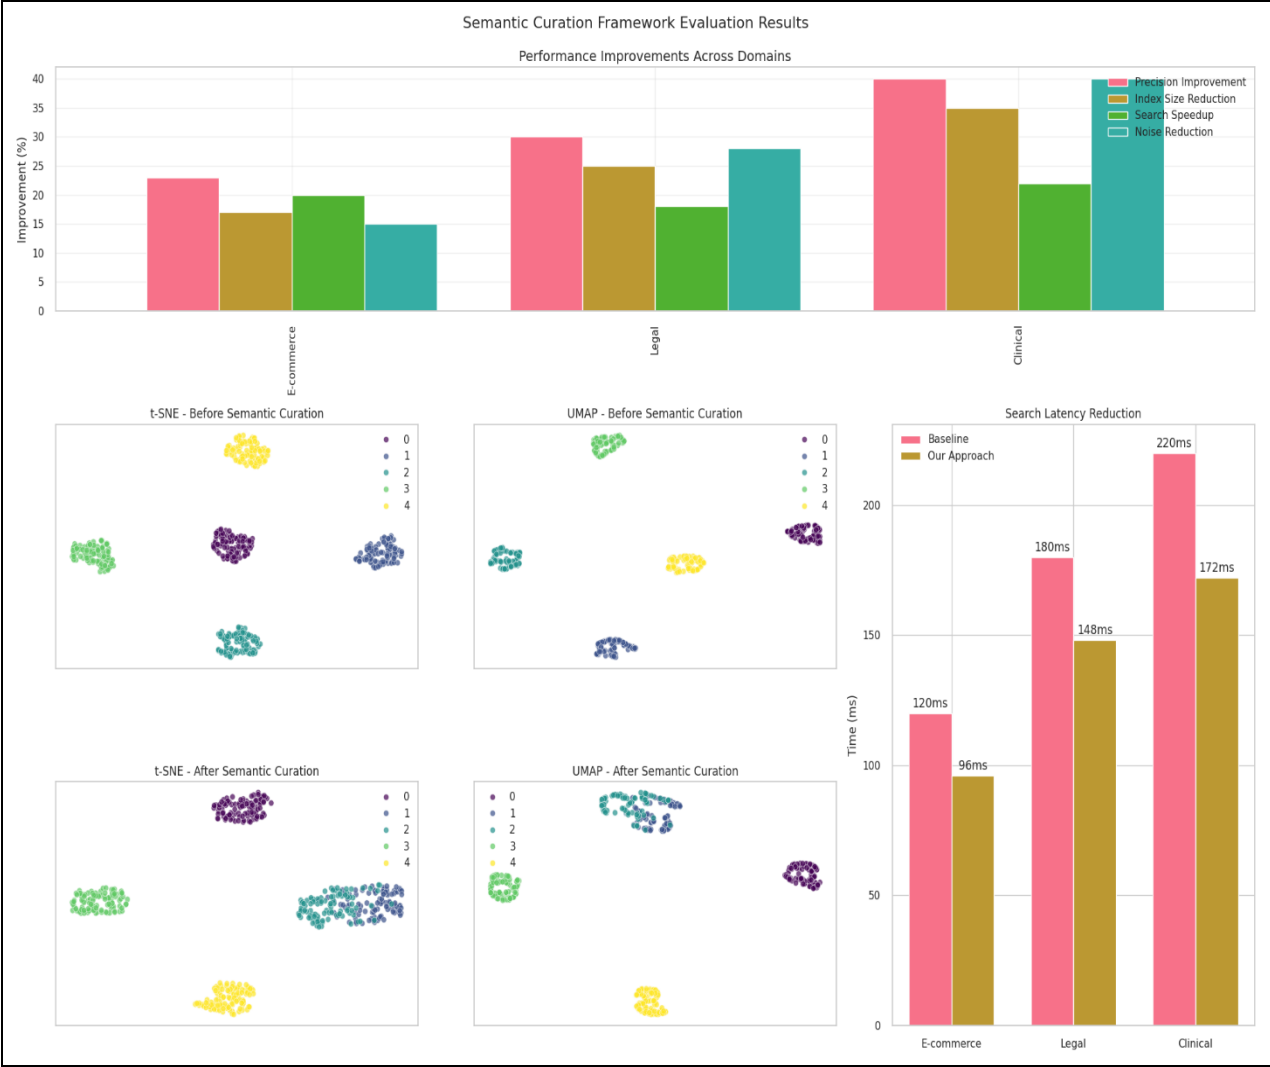 Semantic Curation Framework Evaluation Results
Performance Improvements Across Domains
Improvement (%)
40
35
30
25
20
15
10
5
0
Precision Improvement
Index Size Reduction
Search Speedup
Noise Reduction
E-commerce
Legal
Clinical
t-SNE - Before Semantic Curation
0
1
2
3
4
UMAP - Before Semantic Curation
0
1
2
3
4
Search Latency Reduction
Baseline
Our Approach
Time (ms)
200
150
100
50
0
120ms
96ms
180ms
148ms
220ms
172ms
E-commerce
Legal
Clinical
t-SNE - After Semantic Curation
0
1
2
3
4
UMAP - After Semantic Curation
0
1
2
3
4